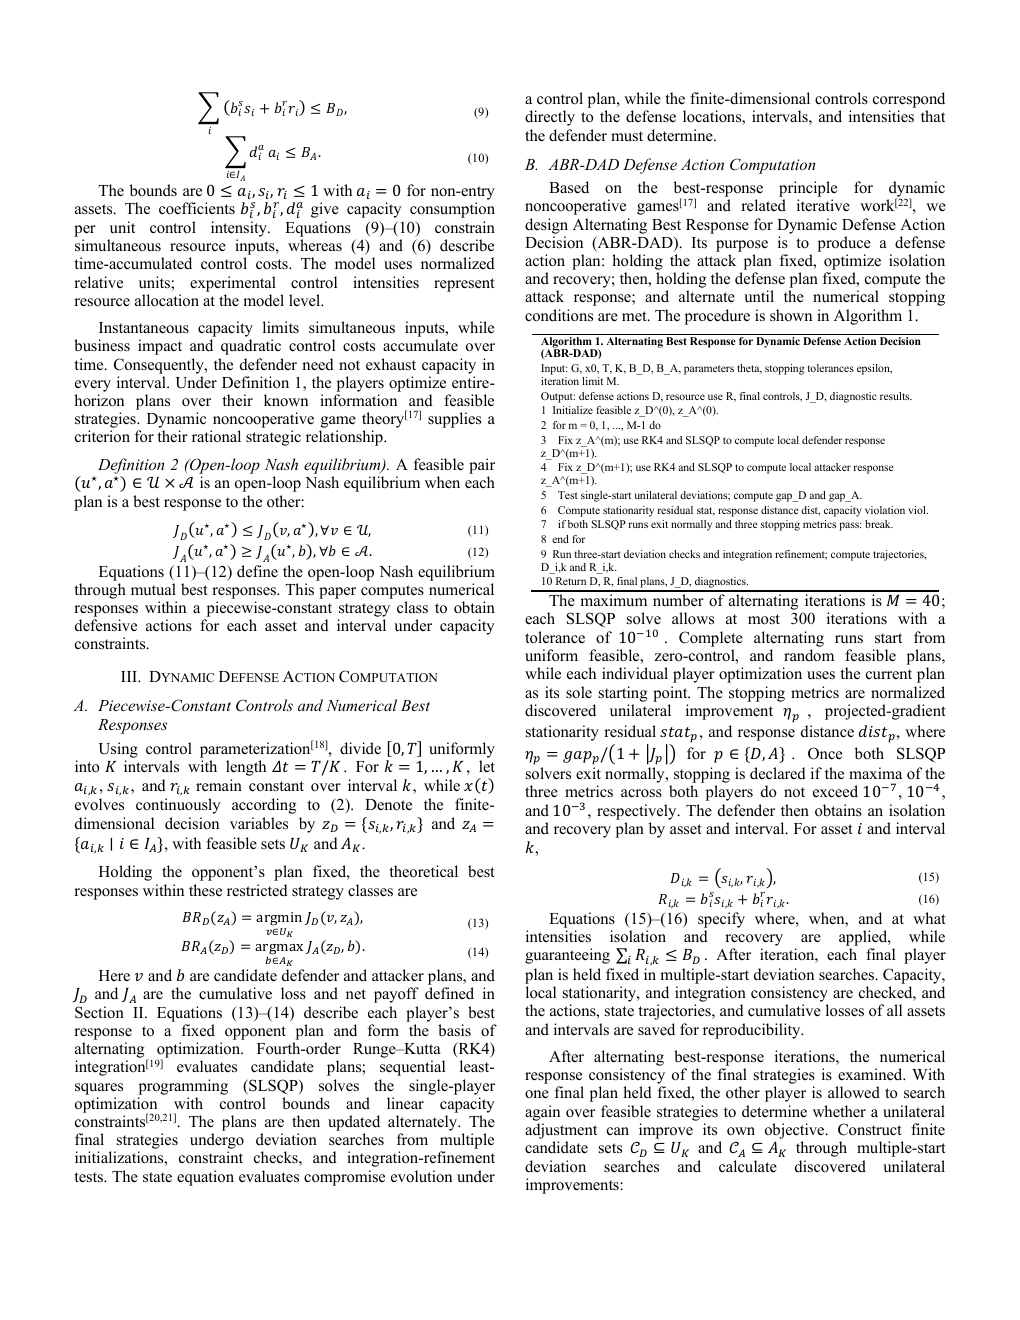 ∑_i (b_i^s s_i + b_i^r r_i) ≤ B_D, (9)
∑_{i∈I_A} d_i^a a_i ≤ B_A. (10)
The bounds are 0 ≤ a_i, s_i, r_i ≤ 1 with a_i = 0 for non-entry
assets. The coefficients b_i^s, b_i^r, d_i^a give capacity consumption
per unit control intensity. Equations (9)–(10) constrain
simultaneous resource inputs, whereas (4) and (6) describe
time-accumulated control costs. The model uses normalized
relative units; experimental control intensities represent
resource allocation at the model level.
Instantaneous capacity limits simultaneous inputs, while
business impact and quadratic control costs accumulate over
time. Consequently, the defender need not exhaust capacity in
every interval. Under Definition 1, the players optimize entire-
horizon plans over their known information and feasible
strategies. Dynamic noncooperative game theory[17] supplies a
criterion for their rational strategic relationship.
Definition 2 (Open-loop Nash equilibrium). A feasible pair
(u⋆, a⋆) ∈ 𝒰 × 𝒜 is an open-loop Nash equilibrium when each
plan is a best response to the other:
J_D(u⋆, a⋆) ≤ J_D(v, a⋆), ∀v ∈ 𝒰, (11)
J_A(u⋆, a⋆) ≥ J_A(u⋆, b), ∀b ∈ 𝒜. (12)
Equations (11)–(12) define the open-loop Nash equilibrium
through mutual best responses. This paper computes numerical
responses within a piecewise-constant strategy class to obtain
defensive actions for each asset and interval under capacity
constraints.
III. DYNAMIC DEFENSE ACTION COMPUTATION
A. Piecewise-Constant Controls and Numerical Best
Responses
Using control parameterization[18], divide [0, T] uniformly
into K intervals with length Δt = T/K. For k = 1, … , K, let
a_{i,k}, s_{i,k}, and r_{i,k} remain constant over interval k, while x(t)
evolves continuously according to (2). Denote the finite-
dimensional decision variables by z_D = {s_{i,k}, r_{i,k}} and z_A =
{a_{i,k} ∣ i ∈ I_A}, with feasible sets U_K and A_K.
Holding the opponent’s plan fixed, the theoretical best
responses within these restricted strategy classes are
BR_D(z_A) = argmin_{v∈U_K} J_D(v, z_A), (13)
BR_A(z_D) = argmax_{b∈A_K} J_A(z_D, b). (14)
Here v and b are candidate defender and attacker plans, and
J_D and J_A are the cumulative loss and net payoff defined in
Section II. Equations (13)–(14) describe each player’s best
response to a fixed opponent plan and form the basis of
alternating optimization. Fourth-order Runge–Kutta (RK4)
integration[19] evaluates candidate plans; sequential least-
squares programming (SLSQP) solves the single-player
optimization with control bounds and linear capacity
constraints[20,21]. The plans are then updated alternately. The
final strategies undergo deviation searches from multiple
initializations, constraint checks, and integration-refinement
tests. The state equation evaluates compromise evolution under
a control plan, while the finite-dimensional controls correspond
directly to the defense locations, intervals, and intensities that
the defender must determine.
B. ABR-DAD Defense Action Computation
Based on the best-response principle for dynamic
noncooperative games[17] and related iterative work[22], we
design Alternating Best Response for Dynamic Defense Action
Decision (ABR-DAD). Its purpose is to produce a defense
action plan: holding the attack plan fixed, optimize isolation
and recovery; then, holding the defense plan fixed, compute the
attack response; and alternate until the numerical stopping
conditions are met. The procedure is shown in Algorithm 1.
Algorithm 1. Alternating Best Response for Dynamic Defense Action Decision
(ABR-DAD)
Input: G, x0, T, K, B_D, B_A, parameters theta, stopping tolerances epsilon,
iteration limit M.
Output: defense actions D, resource use R, final controls, J_D, diagnostic results.
1 Initialize feasible z_D^(0), z_A^(0).
2 for m = 0, 1, ..., M-1 do
3 Fix z_A^(m); use RK4 and SLSQP to compute local defender response
z_D^(m+1).
4 Fix z_D^(m+1); use RK4 and SLSQP to compute local attacker response
z_A^(m+1).
5 Test single-start unilateral deviations; compute gap_D and gap_A.
6 Compute stationarity residual stat, response distance dist, capacity violation viol.
7 if both SLSQP runs exit normally and three stopping metrics pass: break.
8 end for
9 Run three-start deviation checks and integration refinement; compute trajectories,
D_i,k and R_i,k.
10 Return D, R, final plans, J_D, diagnostics.
The maximum number of alternating iterations is M = 40;
each SLSQP solve allows at most 300 iterations with a
tolerance of 10^{−10} . Complete alternating runs start from
uniform feasible, zero-control, and random feasible plans,
while each individual player optimization uses the current plan
as its sole starting point. The stopping metrics are normalized
discovered unilateral improvement η_p , projected-gradient
stationarity residual stat_p, and response distance dist_p, where
η_p = gap_p/(1 + |J_p|) for p ∈ {D, A} . Once both SLSQP
solvers exit normally, stopping is declared if the maxima of the
three metrics across both players do not exceed 10^{−7}, 10^{−4},
and 10^{−3}, respectively. The defender then obtains an isolation
and recovery plan by asset and interval. For asset i and interval
k,
D_{i,k} = (s_{i,k}, r_{i,k}), (15)
R_{i,k} = b_i^s s_{i,k} + b_i^r r_{i,k}. (16)
Equations (15)–(16) specify where, when, and at what
intensities isolation and recovery are applied, while
guaranteeing ∑_i R_{i,k} ≤ B_D . After iteration, each final player
plan is held fixed in multiple-start deviation searches. Capacity,
local stationarity, and integration consistency are checked, and
the actions, state trajectories, and cumulative losses of all assets
and intervals are saved for reproducibility.
After alternating best-response iterations, the numerical
response consistency of the final strategies is examined. With
one final plan held fixed, the other player is allowed to search
again over feasible strategies to determine whether a unilateral
adjustment can improve its own objective. Construct finite
candidate sets 𝒞_D ⊆ U_K and 𝒞_A ⊆ A_K through multiple-start
deviation searches and calculate discovered unilateral
improvements: